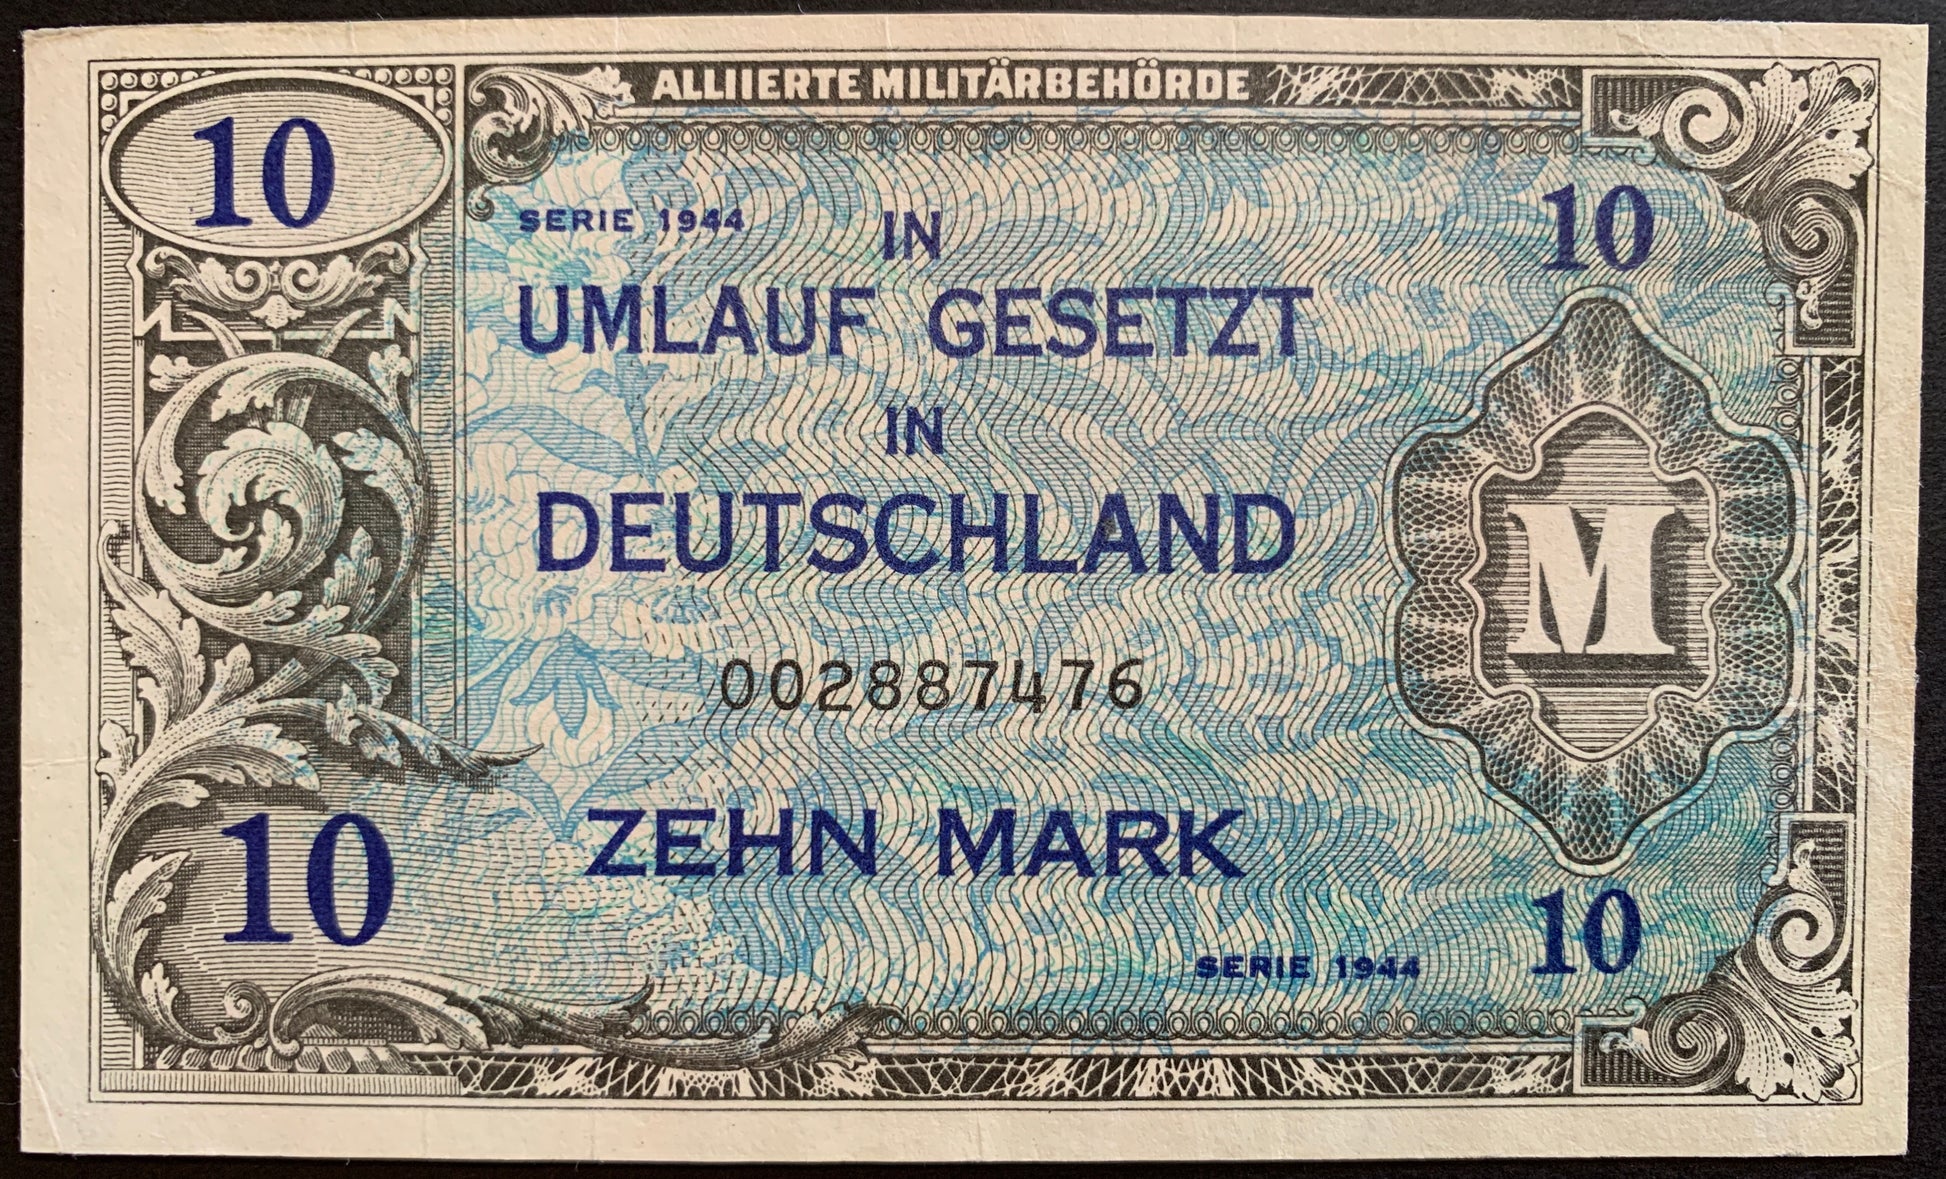 ALLIIERTE MILITÄRBEHÖRDE
10
10
SERIE 1944
IN
UMLAUF GESETZT
IN
DEUTSCHLAND
M
002887476
ZEHN MARK
10
10
SERIE 1944